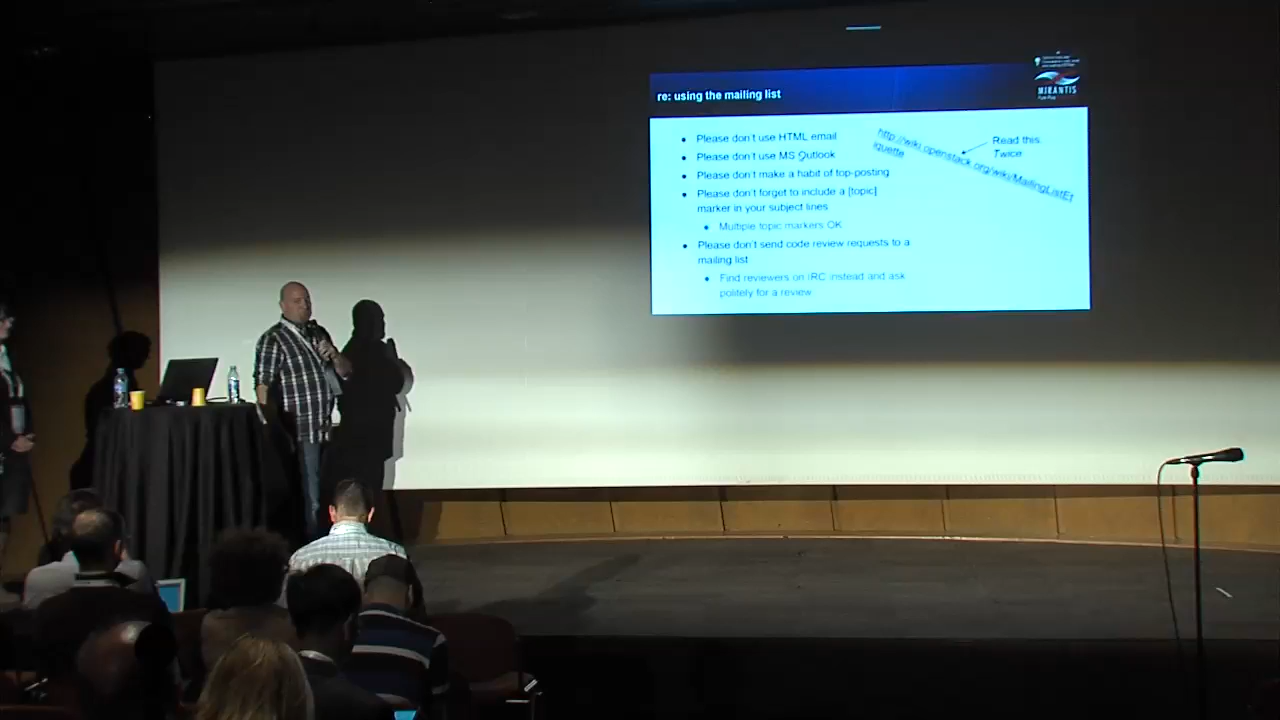 re: using the mailing list
MIRANTIS
Please don't use HTML email
Please don't use MS Outlook
Please don't make a habit of top-posting
Please don't forget to include a [topic]
marker in your subject lines
Multiple topic markers OK
Please don't send code review requests to a
mailing list
Find reviewers on IRC instead and ask
politely for a review
http://wiki.openstack.org/wiki/MailingListEt
iquette
Read this
Twice